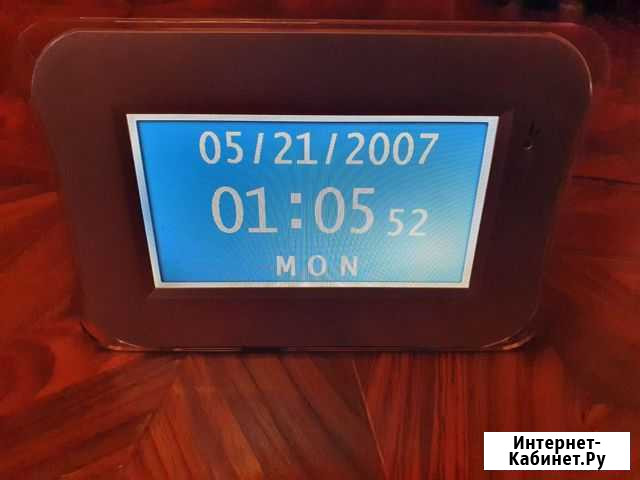 05/21/2007
01:05 52
MON
Интернет-
Кабинет.Ру